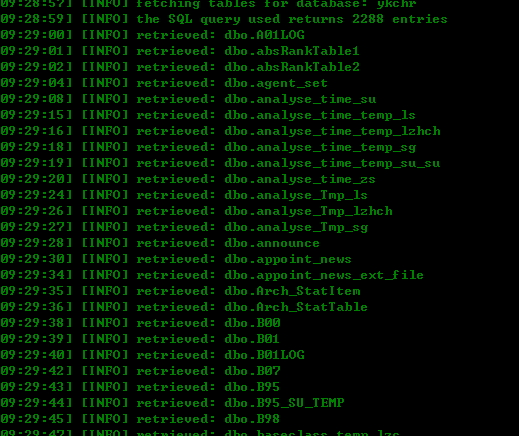 09:28:57] [INFO] fetching tables for database: ykchr
09:28:59] [INFO] the SQL query used returns 2288 entries
09:29:00] [INFO] retrieved: dbo.A01LOG
09:29:01] [INFO] retrieved: dbo.absRankTable1
09:29:02] [INFO] retrieved: dbo.absRankTable2
09:29:04] [INFO] retrieved: dbo.agent_set
09:29:08] [INFO] retrieved: dbo.analyse_time_su
09:29:15] [INFO] retrieved: dbo.analyse_time_temp_ls
09:29:16] [INFO] retrieved: dbo.analyse_time_temp_lzhch
09:29:18] [INFO] retrieved: dbo.analyse_time_temp_sg
09:29:19] [INFO] retrieved: dbo.analyse_time_temp_su_su
09:29:20] [INFO] retrieved: dbo.analyse_time_zs
09:29:24] [INFO] retrieved: dbo.analyse_Tmp_ls
09:29:26] [INFO] retrieved: dbo.analyse_Tmp_lzhch
09:29:27] [INFO] retrieved: dbo.analyse_Tmp_sg
09:29:28] [INFO] retrieved: dbo.announce
09:29:30] [INFO] retrieved: dbo.appoint_news
09:29:34] [INFO] retrieved: dbo.appoint_news_ext_file
09:29:35] [INFO] retrieved: dbo.Arch_StatItem
09:29:36] [INFO] retrieved: dbo.Arch_StatTable
09:29:38] [INFO] retrieved: dbo.B00
09:29:39] [INFO] retrieved: dbo.B01
09:29:40] [INFO] retrieved: dbo.B01LOG
09:29:42] [INFO] retrieved: dbo.B07
09:29:43] [INFO] retrieved: dbo.B95
09:29:44] [INFO] retrieved: dbo.B95_SU_TEMP
09:29:45] [INFO] retrieved: dbo.B98
09:29:47] [INFO] retrieved: dbo.baseclass_temp_lzs